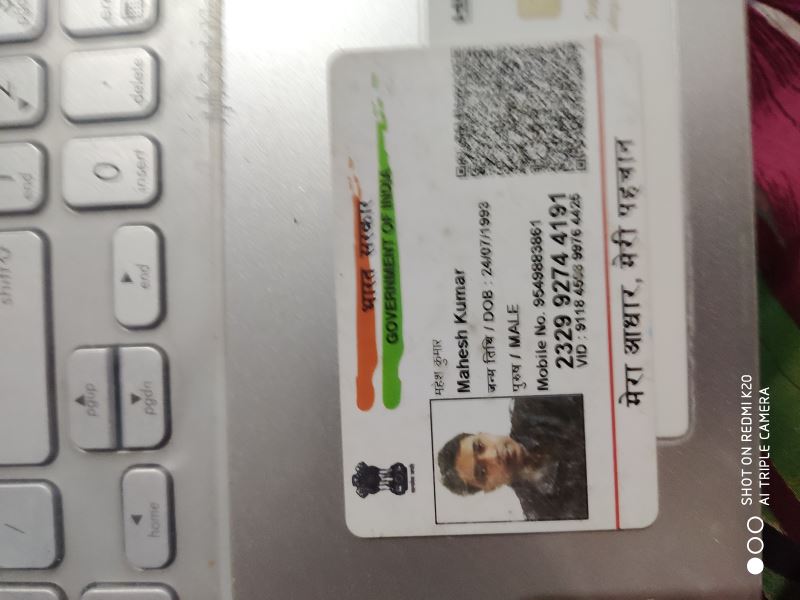 भारत सरकार
GOVERNMENT OF INDIA
महेश कुमार
Mahesh Kumar
जन्म तिथि / DOB : 24/07/1993
पुरुष / MALE
Mobile No. 9549883861
2329 9274 4191
VID : 9118 4558 9976 4426
मेरा आधार, मेरी पहचान
shift
pgup
pgdn
home
end
insert
delete
end
0
SHOT ON REDMI K20
AI TRIPLE CAMERA